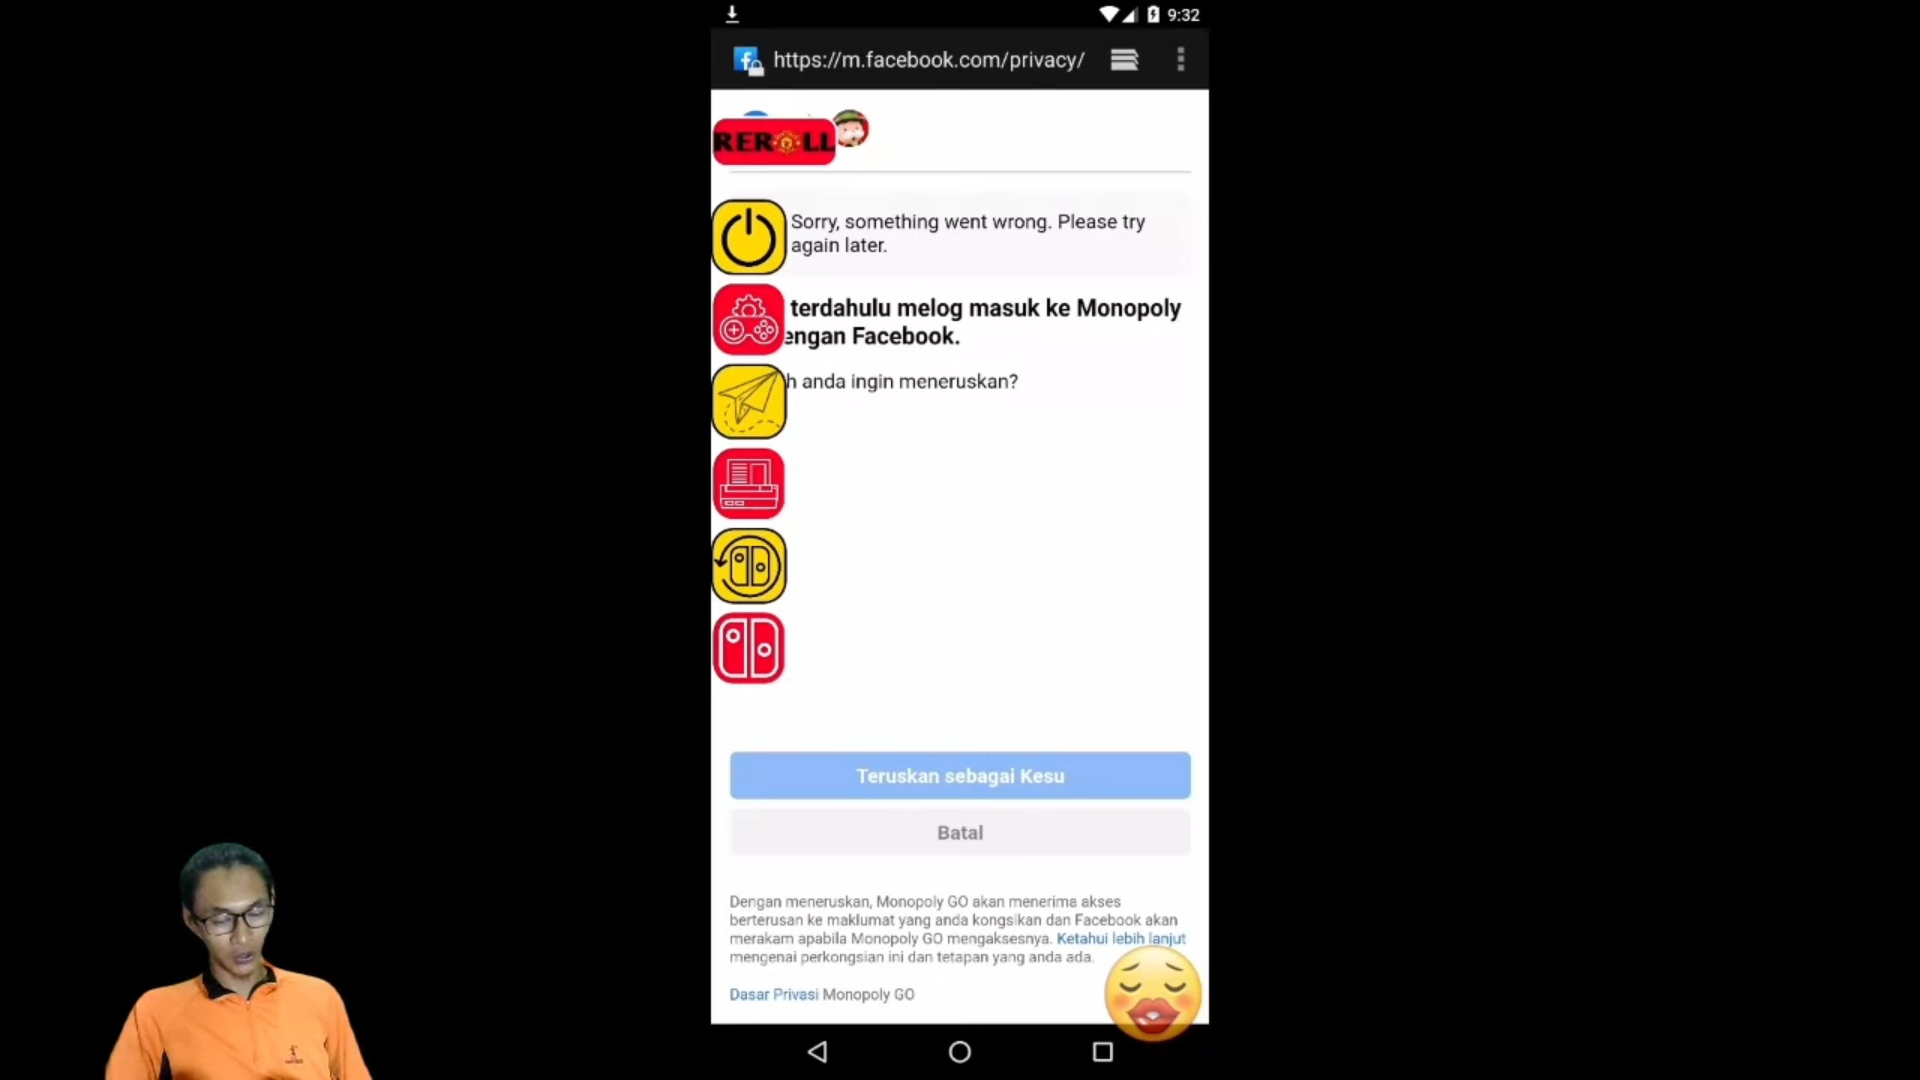 9:32
https://m.facebook.com/privacy/
REROLL
Sorry, something went wrong. Please try
again later.
terdahulu melog masuk ke Monopoly
engan Facebook.
h anda ingin meneruskan?
Teruskan sebagai Kesu
Batal
Dengan meneruskan, Monopoly GO akan menerima akses
berterusan ke maklumat yang anda kongsikan dan Facebook akan
merakam apabila Monopoly GO mengaksesnya. Ketahui lebih lanjut
mengenai perkongsian ini dan tetapan yang anda ada.
Dasar Privasi Monopoly GO